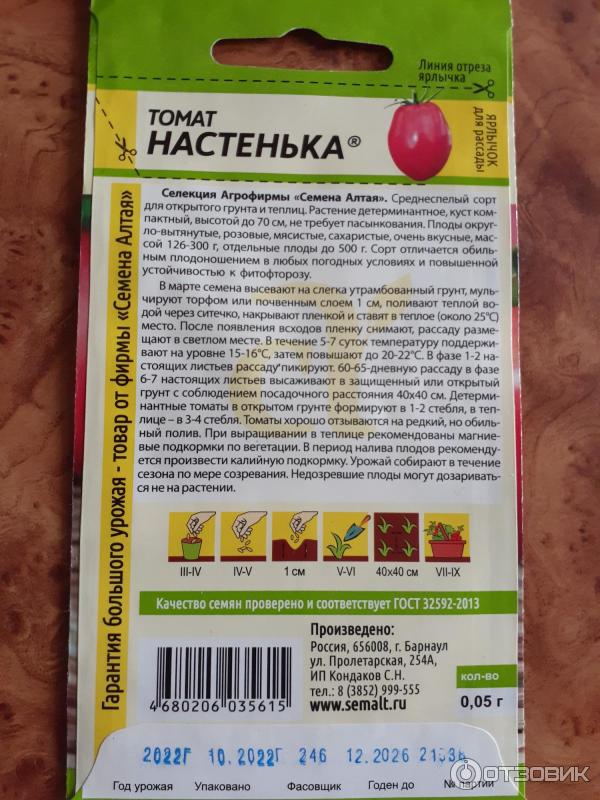 Линия отреза
ярлычка
ЯРЛЫЧОК
для рассады
ТОМАТ
НАСТЕНЬКА®
Гарантия большого урожая - товар от фирмы «Семена Алтая»
Селекция Агрофирмы «Семена Алтая». Среднеспелый сорт
для открытого грунта и теплиц. Растение детерминантное, куст ком-
пактный, высотой до 70 см, не требует пасынкования. Плоды округ-
ло-вытянутые, розовые, мясистые, сахаристые, очень вкусные, мас-
сой 126-300 г, отдельные плоды до 500 г. Сорт отличается обиль-
ным плодоношением в любых погодных условиях и повышенной
устойчивостью к фитофторозу.
В марте семена высевают на слегка утрамбованный грунт, муль-
чируют торфом или почвенным слоем 1 см, поливают теплой во-
дой через ситечко, накрывают пленкой и ставят в теплое (около 25°С)
место. После появления всходов пленку снимают, рассаду разме-
щают в светлом месте. В течение 5-7 суток температуру поддержи-
вают на уровне 15-16°С, затем повышают до 20-22°С. В фазе 1-2 на-
стоящих листьев рассаду пикируют. 60-65-дневную рассаду в фазе
6-7 настоящих листьев высаживают в защищенный или открытый
грунт с соблюдением посадочного расстояния 40х40 см. Детерми-
нантные томаты в открытом грунте формируют в 1-2 стебля, в теп-
лице – в 3-4 стебля. Томаты хорошо отзываются на редкий, но обиль-
ный полив. При выращивании в теплице рекомендованы магние-
вые подкормки по вегетации. В период налива плодов рекоменду-
ется произвести калийную подкормку. Урожай собирают в течение
сезона по мере созревания. Недозревшие плоды могут дозаривать-
ся не на растении.
III-IV IV-V 1 см V-VI 40х40 см VII-IX
Качество семян проверено и соответствует ГОСТ 32592-2013
Произведено:
Россия, 656008, г. Барнаул
ул. Пролетарская, 254А,
ИП Кондаков С.Н.
тел.: 8 (3852) 999-555
www.semalt.ru
кол-во
0,05 г
4 680206 035615
2022Г 10.2022Г 246 12.2026
Год урожая Упаковано Фасовщик Годен до № партии
ОТЗОВИК